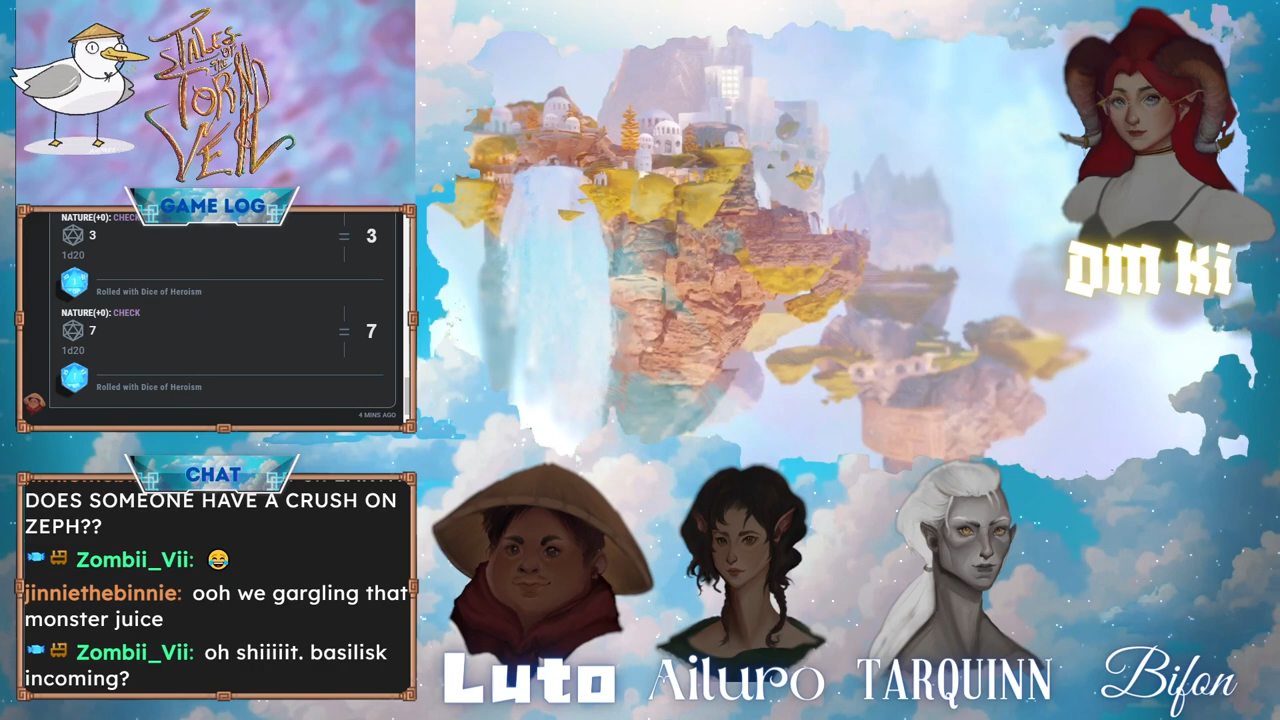 TALES
OF
THE
TORN
VEIL
GAME LOG
NATURE(+0): CHECK
3
= 3
1d20
Rolled with Dice of Heroism
NATURE(+0): CHECK
7
= 7
1d20
Rolled with Dice of Heroism
4 MINS AGO
CHAT
DOES SOMEONE HAVE A CRUSH ON
ZEPH??
Zombii_Vii: 😂
jinniethebinnie: ooh we gargling that
monster juice
Zombii_Vii: oh shiiiiit. basilisk
incoming?
DM Ki
Luto
Ailuro
TARQUINN
Bifon